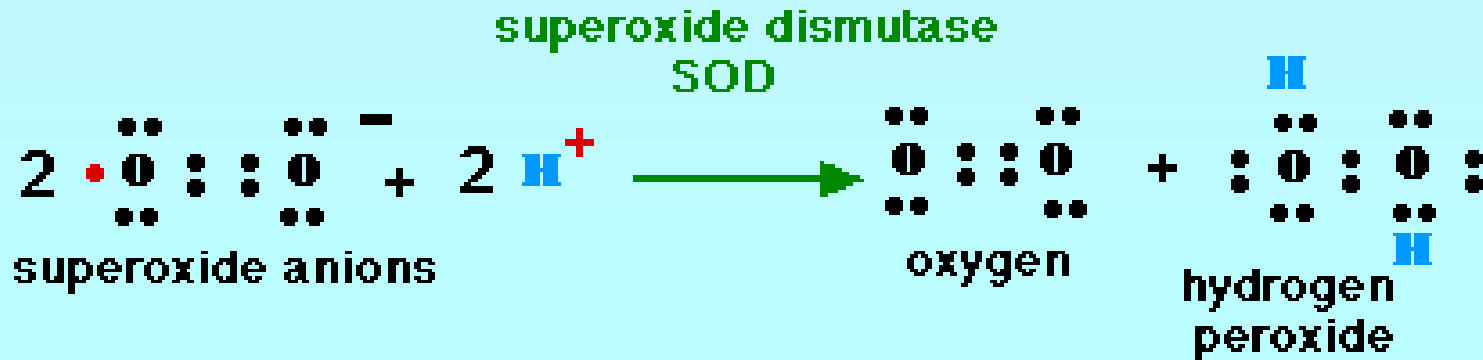 superoxide dismutase
SOD
2 •O::O− + 2 H+ → O::O + H O:O H
superoxide anions
oxygen
hydrogen
peroxide